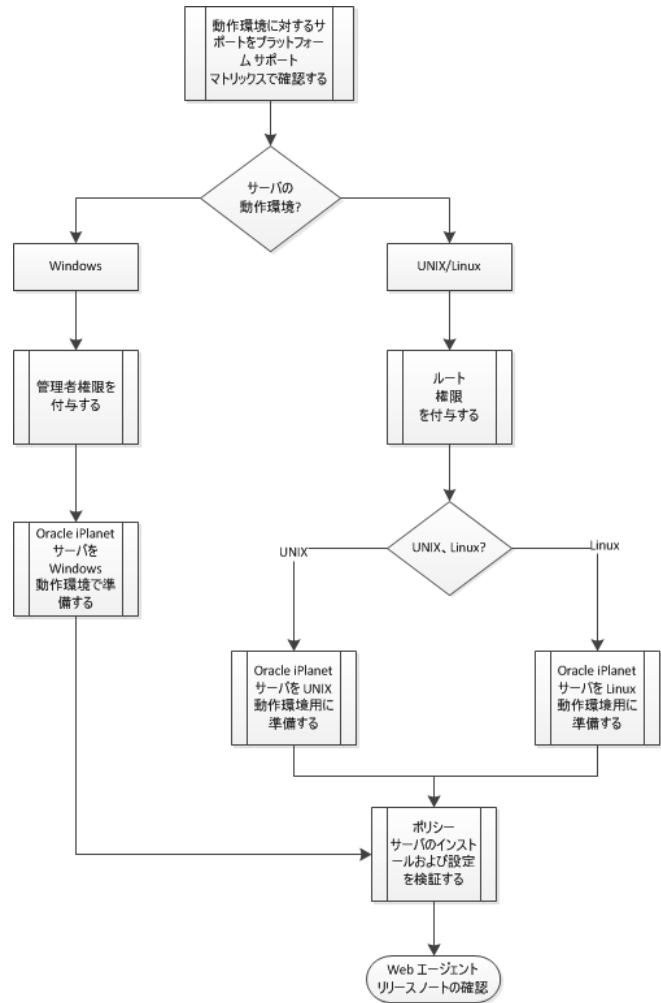 動作環境に対するサ
ポートをプラットフォー
ム サポート
マトリックスで確認する
サーバの
動作環境?
Windows
UNIX/Linux
管理者権限を
付与する
ルート
権限
を付与する
Oracle iPlanet
サーバを
Windows
動作環境で準
備する
UNIX、Linux?
UNIX
Linux
Oracle iPlanet
サーバを UNIX
動作環境用に
準備する
Oracle iPlanet
サーバを Linux
動作環境用に
準備する
ポリシー
サーバのインスト
ールおよび設定
を検証する
Web エージェント
リリース ノートの確認